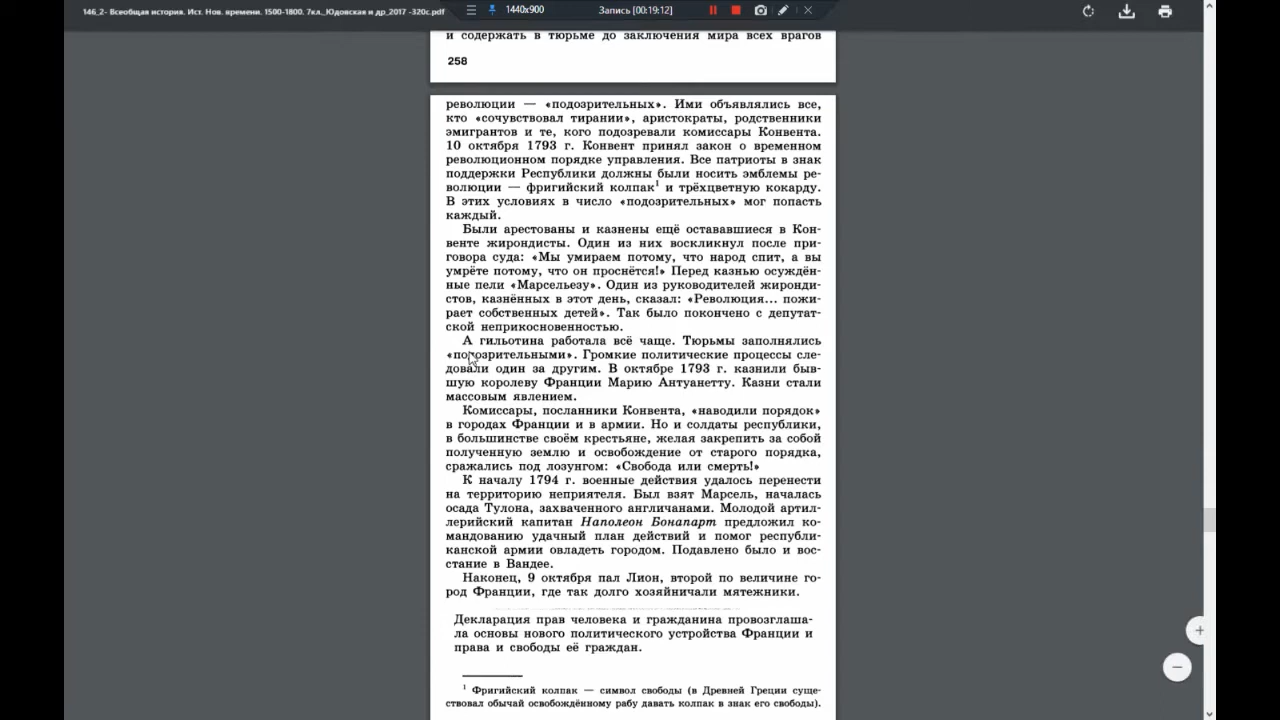 146_2- Всеобщая история. Ист. Нов. времени. 1500-1800. 7кл._Юдовская и др_2017 -320с.pdf
1440x900
Запись [00:19:12]
и содержать в тюрьме до заключения мира всех врагов
258
революции — «подозрительных». Ими объявлялись все,
кто «сочувствовал тирании», аристократы, родственники
эмигрантов и те, кого подозревали комиссары Конвента.
10 октября 1793 г. Конвент принял закон о временном
революционном порядке управления. Все патриоты в знак
поддержки Республики должны были носить эмблемы ре-
волюции — фригийский колпак¹ и трёхцветную кокарду.
В этих условиях в число «подозрительных» мог попасть
каждый.
Были арестованы и казнены ещё остававшиеся в Кон-
венте жирондисты. Один из них воскликнул после при-
говора суда: «Мы умираем потому, что народ спит, а вы
умрёте потому, что он проснётся!» Перед казнью осуждён-
ные пели «Марсельезу». Один из руководителей жиронди-
стов, казнённых в этот день, сказал: «Революция... пожи-
рает собственных детей». Так было покончено с депутат-
ской неприкосновенностью.
А гильотина работала всё чаще. Тюрьмы заполнялись
«подозрительными». Громкие политические процессы сле-
довали один за другим. В октябре 1793 г. казнили быв-
шую королеву Франции Марию Антуанетту. Казни стали
массовым явлением.
Комиссары, посланники Конвента, «наводили порядок»
в городах Франции и в армии. Но и солдаты республики,
в большинстве своём крестьяне, желая закрепить за собой
полученную землю и освобождение от старого порядка,
сражались под лозунгом: «Свобода или смерть!»
К началу 1794 г. военные действия удалось перенести
на территорию неприятеля. Был взят Марсель, началась
осада Тулона, захваченного англичанами. Молодой артил-
лерийский капитан Наполеон Бонапарт предложил ко-
мандованию удачный план действий и помог республи-
канской армии овладеть городом. Подавлено было и вос-
стание в Вандее.
Наконец, 9 октября пал Лион, второй по величине го-
род Франции, где так долго хозяйничали мятежники.
Декларация прав человека и гражданина провозглаша-
ла основы нового политического устройства Франции и
права и свободы её граждан.
¹ Фригийский колпак — символ свободы (в Древней Греции суще-
ствовал обычай освобождённому рабу давать колпак в знак его свободы).